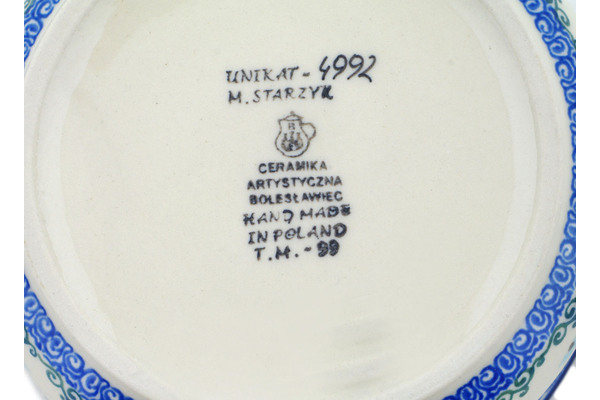 UNIKAT - 4992
M. STARZYK
CERAMIKA
ARTYSTYCZNA
BOLESŁAWIEC
HAND MADE
IN POLAND
T.M. - 99